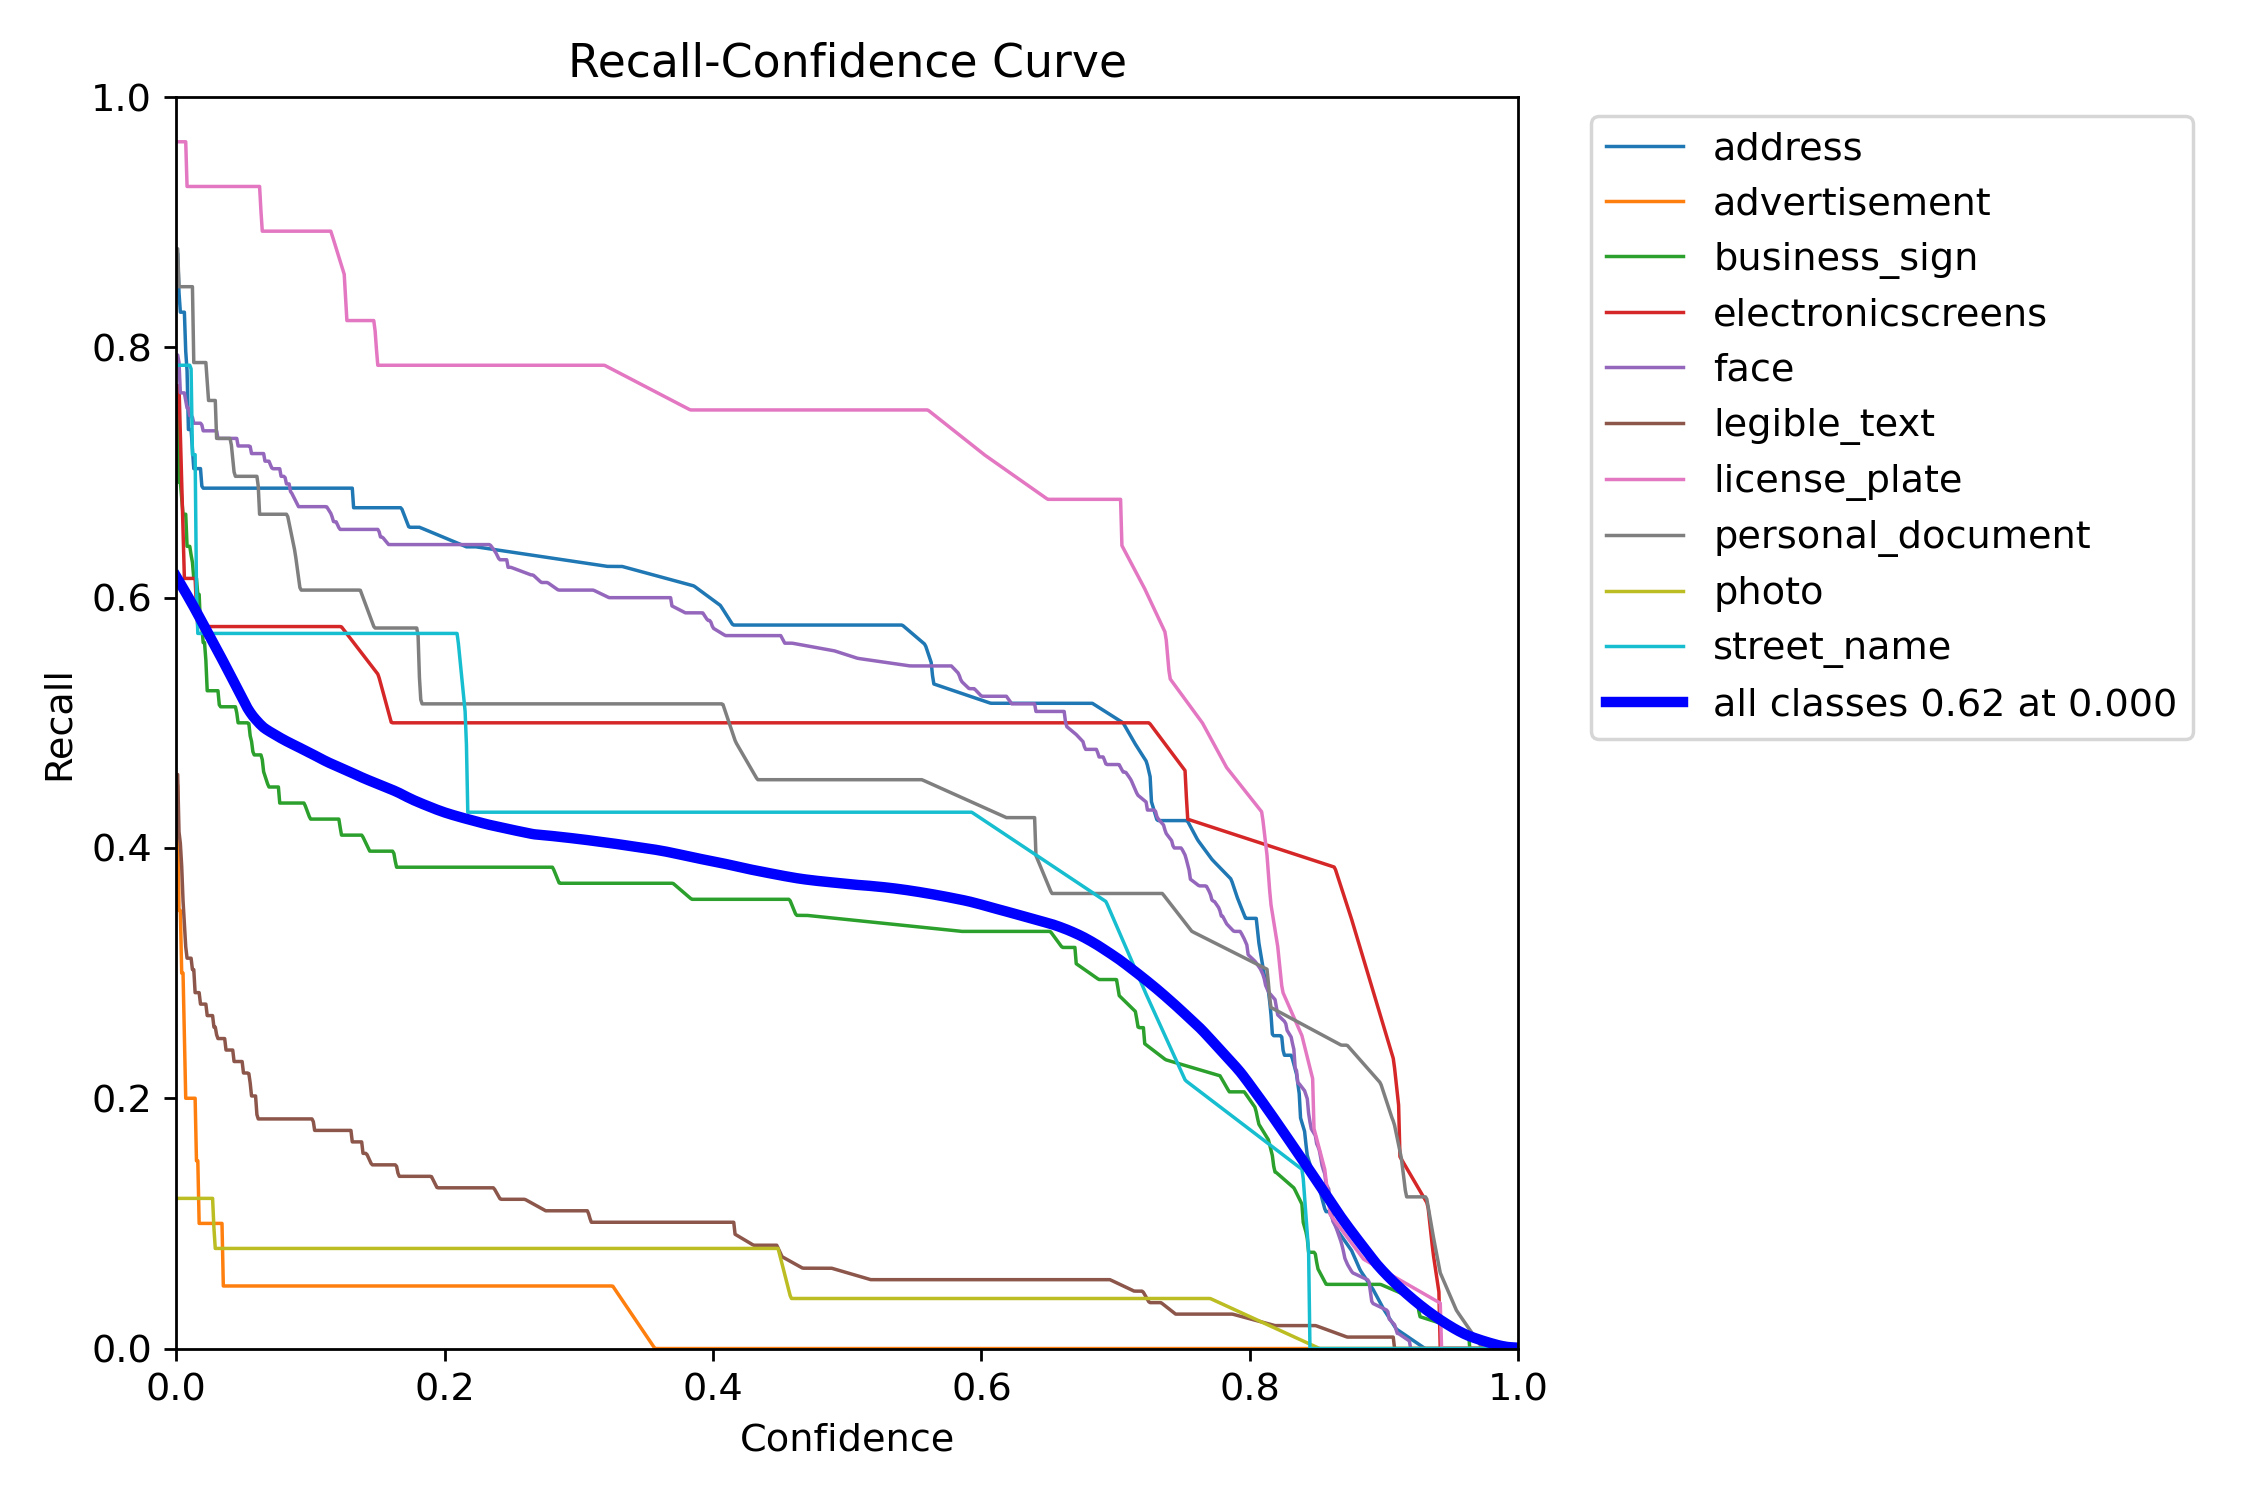 Recall-Confidence Curve
1.0
0.8
0.6
0.4
0.2
0.0
Recall
0.0 0.2 0.4 0.6 0.8 1.0
Confidence
address
advertisement
business_sign
electronicscreens
face
legible_text
license_plate
personal_document
photo
street_name
all classes 0.62 at 0.000